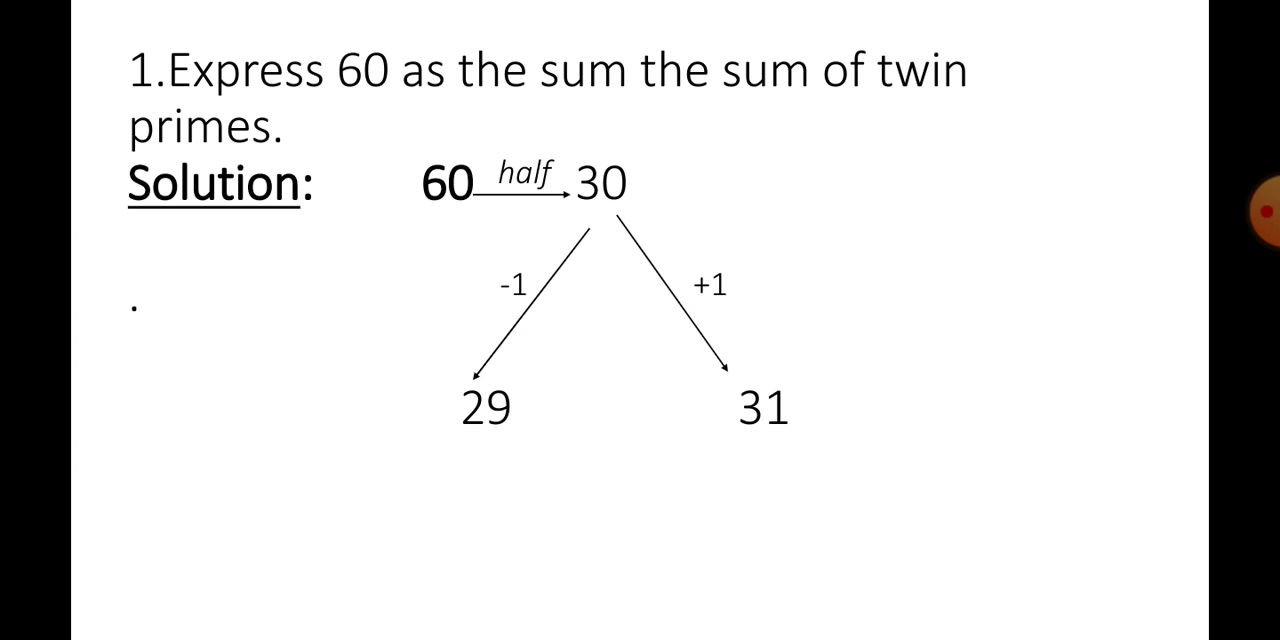 1.Express 60 as the sum the sum of twin
primes.
Solution: 60 half 30
-1 +1
.
29 31